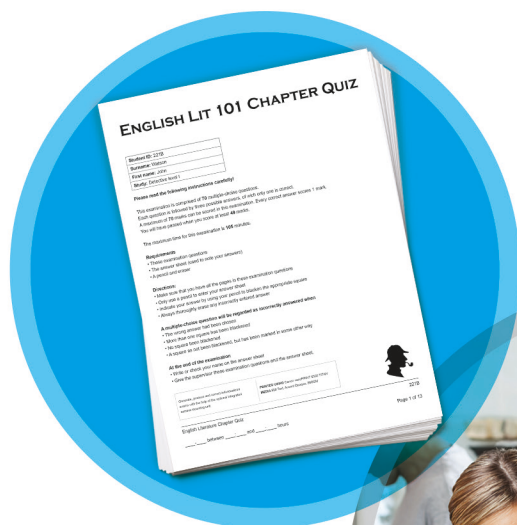 ENGLISH LIT 101 CHAPTER QUIZ
Student ID: 221B
Surname: Watson
First name: John
Study: Detective level I
Please read the following instructions carefully!
This examination is comprised of 70 multiple-choice questions.
Each question is followed by three possible answers, of wich only one is correct.
A maximum of 70 marks can be scored in this examination. Every correct answer scores 1 mark.
You will have passed when you score at least 49 marks.
The maximum time for this examination is 105 minutes.
Requirements
• These examination questions
• The answer sheet (used to note your answers)
• A pencil and eraser
Directions:
• Make sure that you have all the pages in these examination questions
• Only use a pencil to enter your answer sheet
• Indicate your answer by using your pencil to blacken the appropriate square
• Always thoroughly erase any incorrectly entered answer
A multiple-choice question will be regarded as incorrectly answered when
• The wrong answer had been chosen
• More than one square has been blackened
• No square been blackened
• A square as not been blackened, but has been marked in some other way
At the end of the examination
• Write or check your name on the answer sheet
• Give the supervisor these examination questions and the answer sheet.
English Literature Chapter Quiz
221B
between and hours
Page 1 of 12